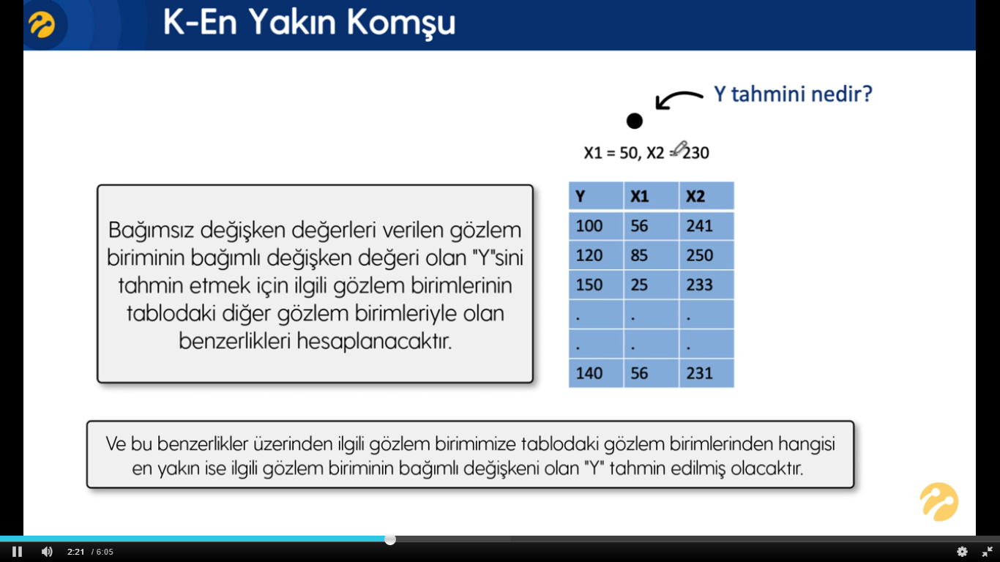 K-En Yakın Komşu
Y tahmini nedir?
X1 = 50, X2 = 230
Bağımsız değişken değerleri verilen gözlem
biriminin bağımlı değişken değeri olan "Y"sini
tahmin etmek için ilgili gözlem birimlerinin
tablodaki diğer gözlem birimleriyle olan
benzerlikleri hesaplanacaktır.
Y X1 X2
100 56 241
120 85 250
150 25 233
. . .
. . .
140 56 231
Ve bu benzerlikler üzerinden ilgili gözlem birimimize tablodaki gözlem birimlerinden hangisi
en yakın ise ilgili gözlem biriminin bağımlı değişkeni olan "Y" tahmin edilmiş olacaktır.
2:21 / 6:05